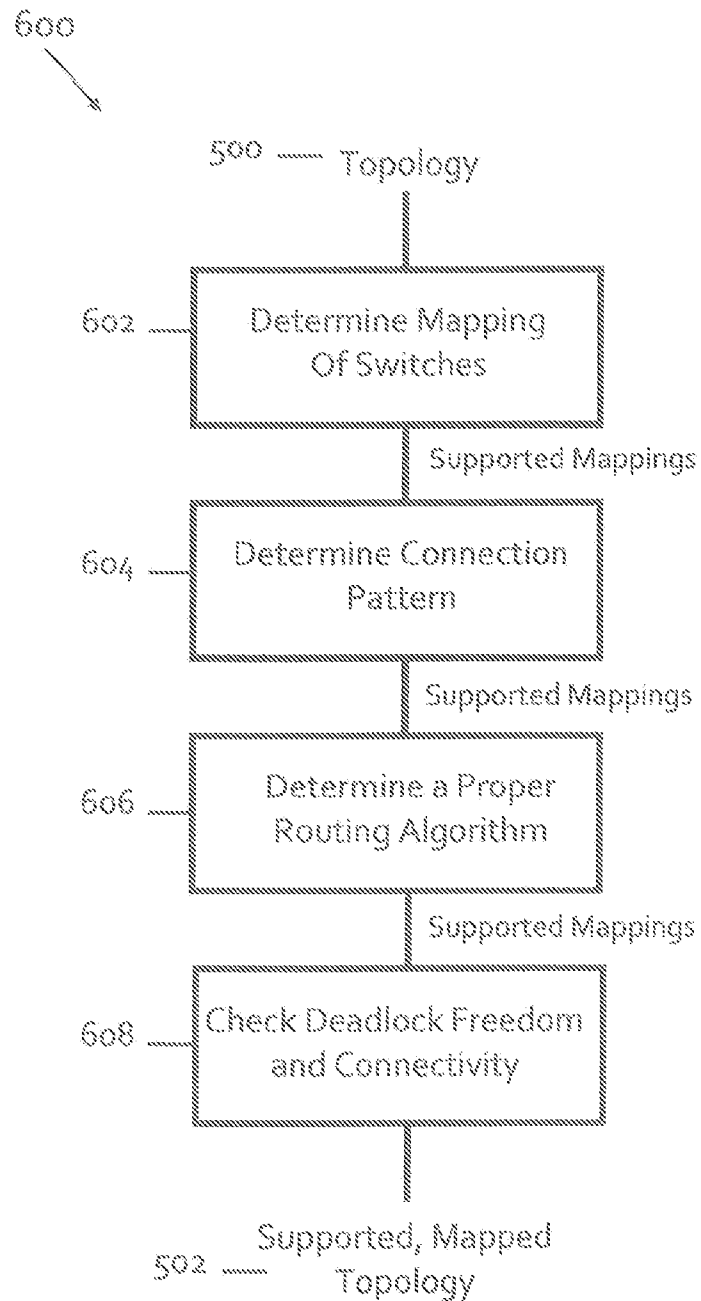 600
500 Topology
602 Determine Mapping
Of Switches
Supported Mappings
604 Determine Connection
Pattern
Supported Mappings
606 Determine a Proper
Routing Algorithm
Supported Mappings
608 Check Deadlock Freedom
and Connectivity
Supported, Mapped
502 Topology